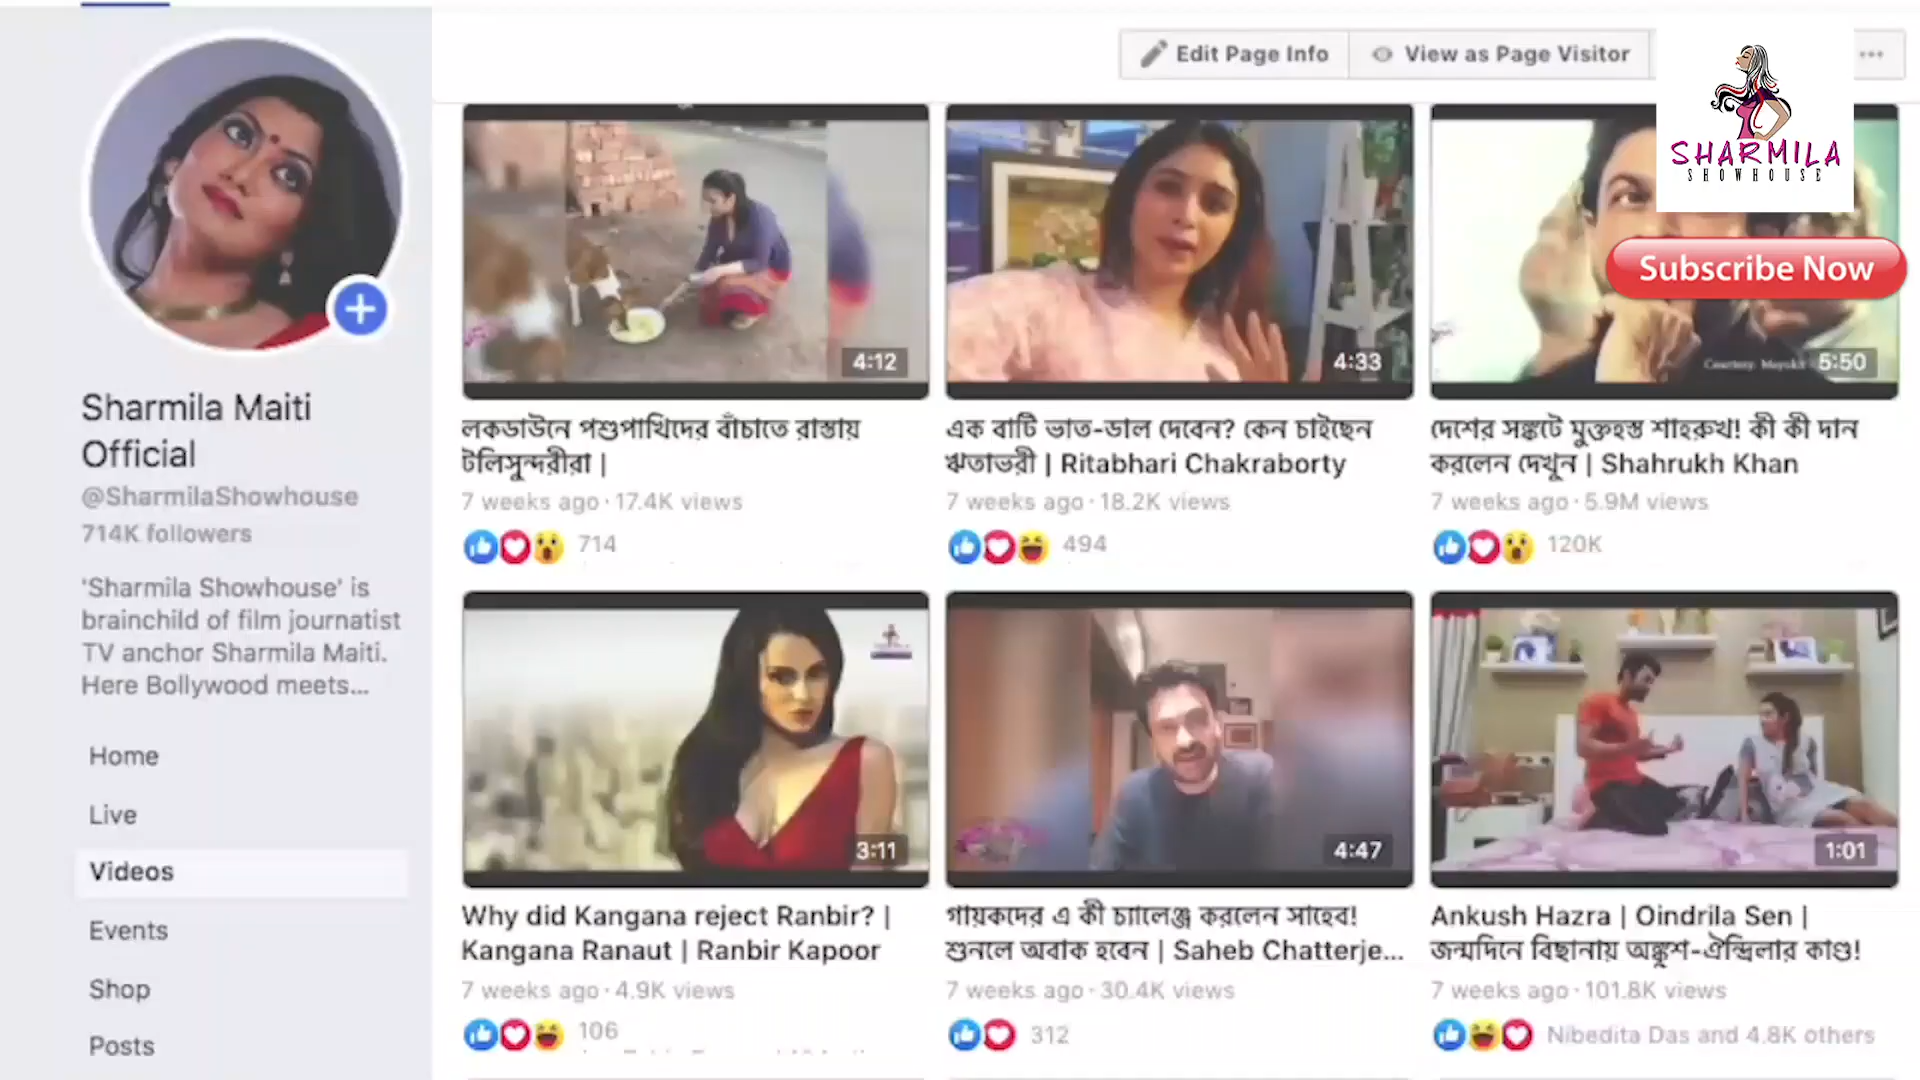 Edit Page Info
View as Page Visitor
SHARMILA
SHOWHOUSE
Subscribe Now
Sharmila Maiti
Official
@SharmilaShowhouse
714K followers
'Sharmila Showhouse' is
brainchild of film journatist
TV anchor Sharmila Maiti.
Here Bollywood meets...
Home
Live
Videos
Events
Shop
Posts
4:12
লকডাউনে পশুপাখিদের বাঁচাতে রাস্তায়
টলিসুন্দরীরা |
7 weeks ago · 17.4K views
714
4:33
এক বাটি ভাত-ডাল দেবেন? কেন চাইছেন
ঋতাভরী | Ritabhari Chakraborty
7 weeks ago · 18.2K views
494
Courtesy
5:50
দেশের সঙ্কটে মুক্তহস্ত শাহরুখ! কী কী দান
করলেন দেখুন | Shahrukh Khan
7 weeks ago · 5.9M views
120K
3:11
Why did Kangana reject Ranbir? |
Kangana Ranaut | Ranbir Kapoor
7 weeks ago · 4.9K views
106
4:47
গায়কদের এ কী চ্যালেঞ্জ করলেন সাহেব!
শুনলে অবাক হবেন | Saheb Chatterje...
7 weeks ago · 30.4K views
312
1:01
Ankush Hazra | Oindrila Sen |
জন্মদিনে বিছানায় অঙ্কুশ-ঐন্দ্রিলার কাণ্ড!
7 weeks ago · 101.8K views
Nibedita Das and 4.8K others